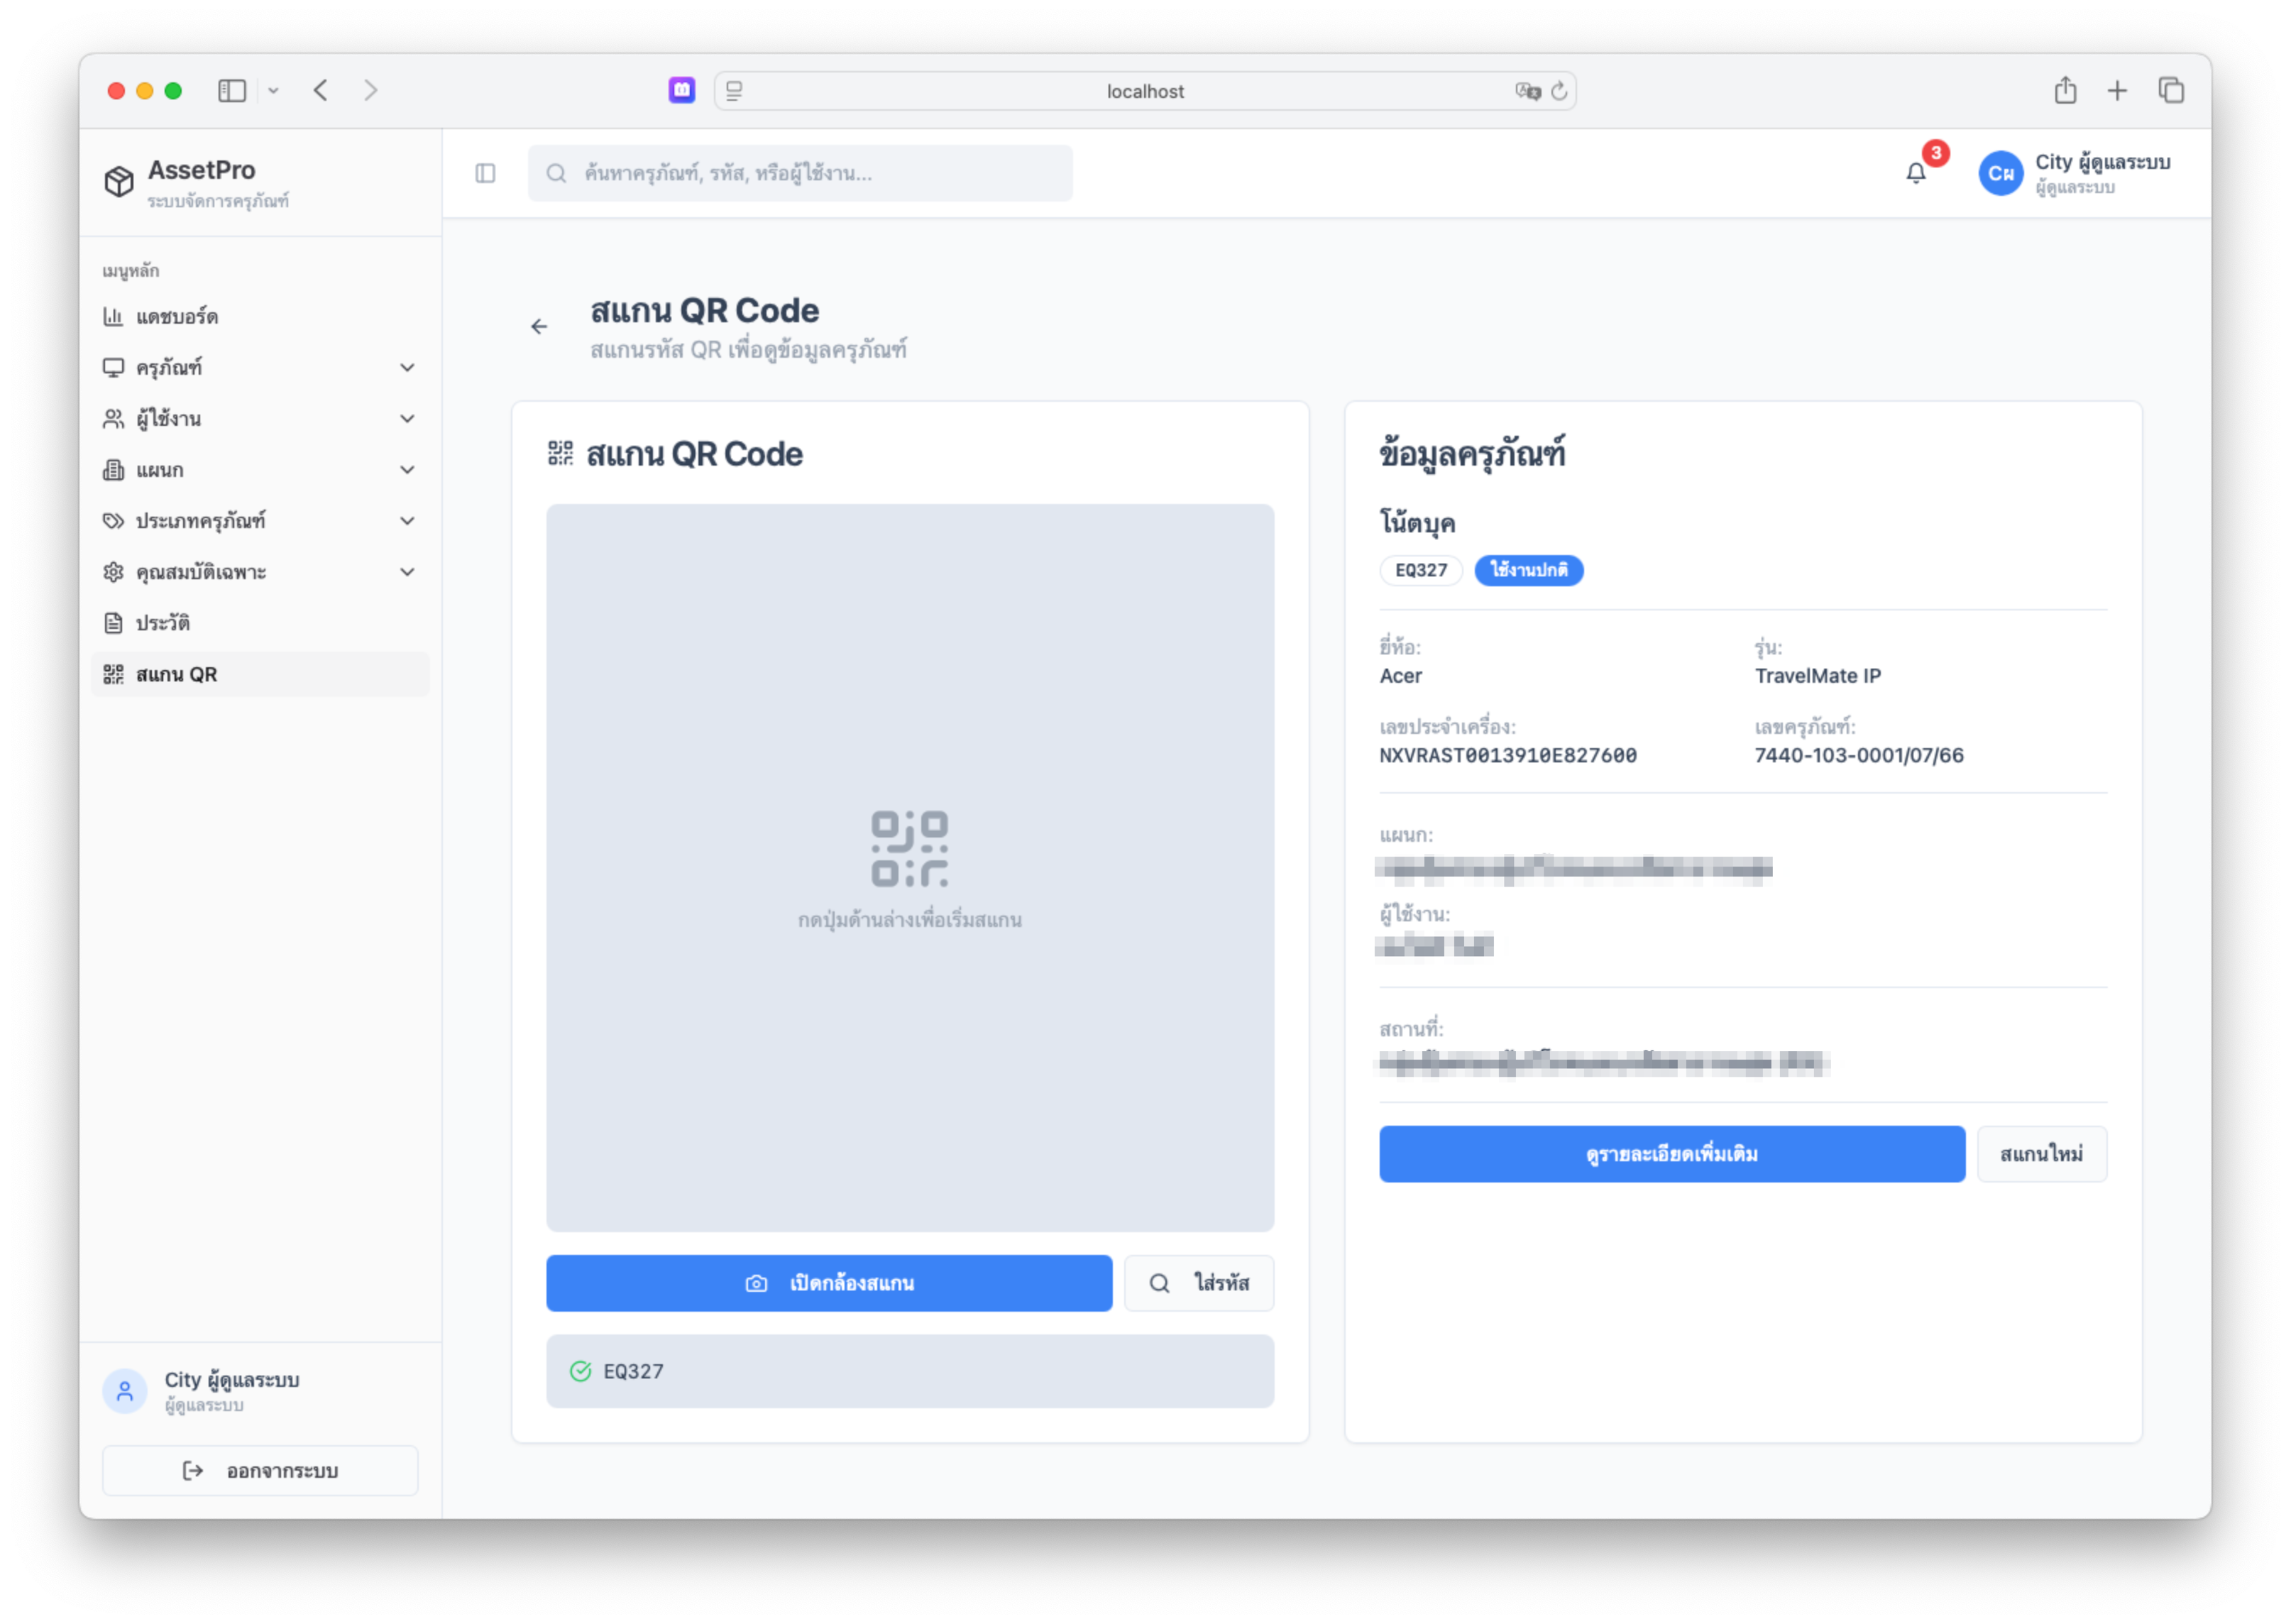 localhost
AssetPro
ระบบจัดการครุภัณฑ์
ค้นหาครุภัณฑ์, รหัส, หรือผู้ใช้งาน...
3
Cผ
City ผู้ดูแลระบบ
ผู้ดูแลระบบ
เมนูหลัก
แดชบอร์ด
ครุภัณฑ์
ผู้ใช้งาน
แผนก
ประเภทครุภัณฑ์
คุณสมบัติเฉพาะ
ประวัติ
สแกน QR
City ผู้ดูแลระบบ
ผู้ดูแลระบบ
ออกจากระบบ
สแกน QR Code
สแกนรหัส QR เพื่อดูข้อมูลครุภัณฑ์
สแกน QR Code
กดปุ่มด้านล่างเพื่อเริ่มสแกน
เปิดกล้องสแกน
ใส่รหัส
EQ327
ข้อมูลครุภัณฑ์
โน้ตบุค
EQ327 ใช้งานปกติ
ยี่ห้อ: รุ่น:
Acer TravelMate IP
เลขประจำเครื่อง: เลขครุภัณฑ์:
NXVRAST0013910E827600 7440-103-0001/07/66
แผนก:
ผู้ใช้งาน:
สถานที่:
ดูรายละเอียดเพิ่มเติม สแกนใหม่